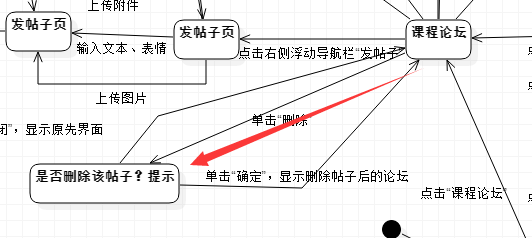 上传附件
发帖子页
发帖子页
课程论坛
输入文本、表情
点击右侧浮动导航栏“发帖子
上传图片
单击“删除
闭”，显示原先界面
是否删除该帖子？提示
单击“确定”，显示删除帖子后的论坛
点击“课程论坛”